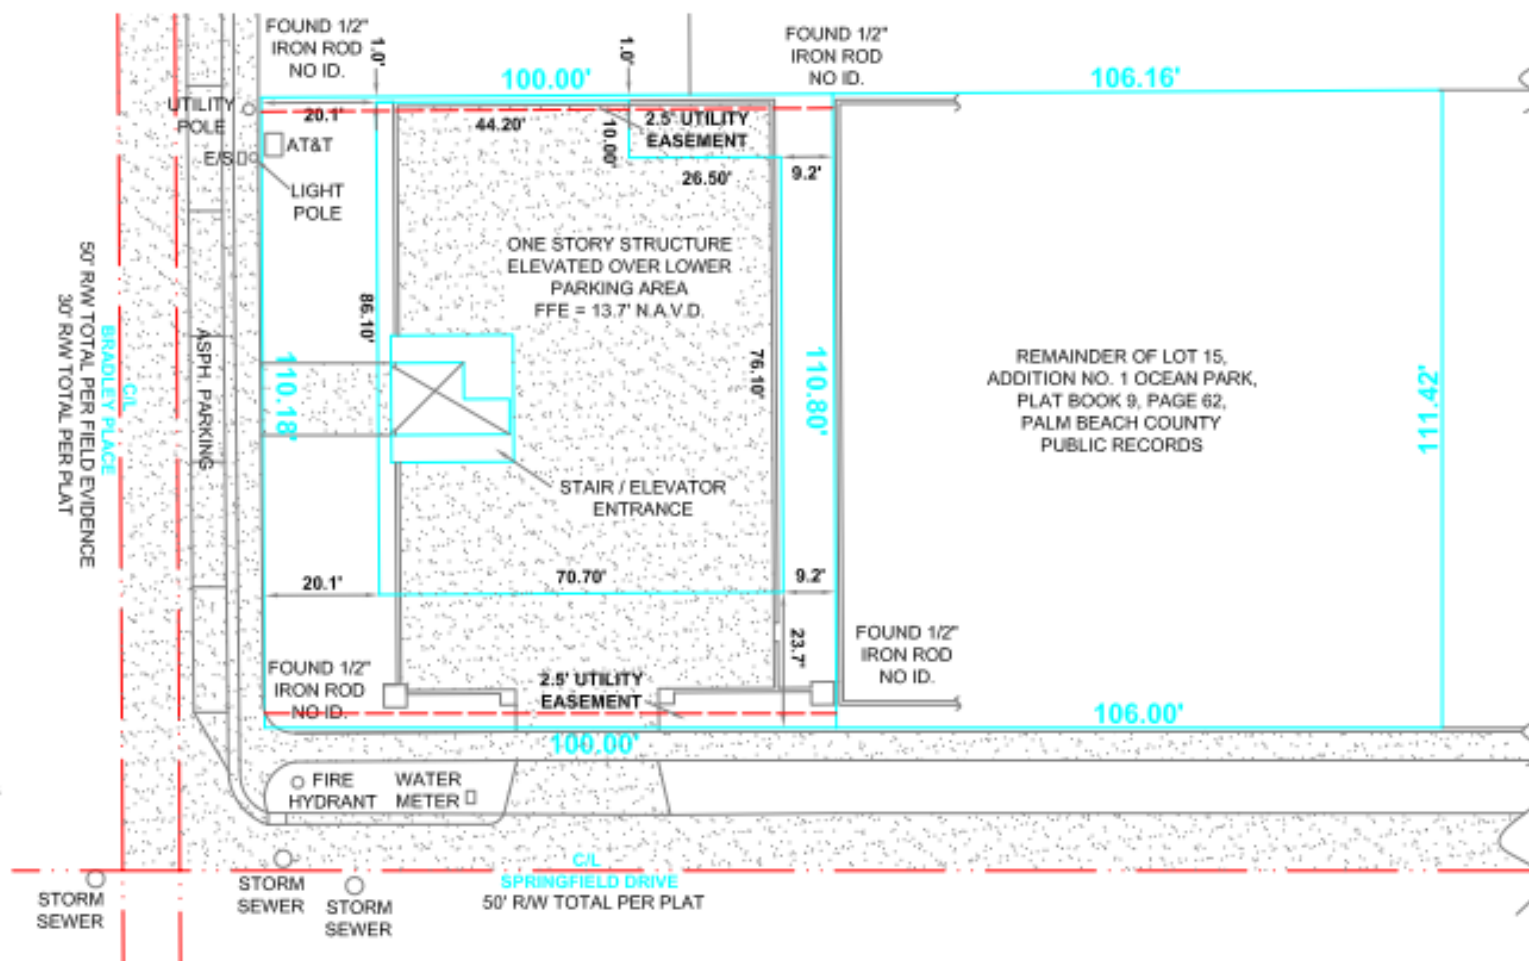 FOUND 1/2"
IRON ROD
NO ID.
1.0'
100.00'
1.0'
FOUND 1/2"
IRON ROD
NO ID.
106.16'
UTILITY
POLE
20.1'
44.20'
10.00'
2.5' UTILITY
EASEMENT
AT&T
E/S
26.50'
9.2'
LIGHT
POLE
ONE STORY STRUCTURE
ELEVATED OVER LOWER
PARKING AREA
FFE = 13.7' N.A.V.D.
86.10'
76.10'
110.80'
110.18'
111.42'
ASPH. PARKING
C/L
BRADLEY PLACE
50' R/W TOTAL PER FIELD EVIDENCE
30' R/W TOTAL PER PLAT
REMAINDER OF LOT 15,
ADDITION NO. 1 OCEAN PARK,
PLAT BOOK 9, PAGE 62,
PALM BEACH COUNTY
PUBLIC RECORDS
STAIR / ELEVATOR
ENTRANCE
20.1'
70.70'
9.2'
23.7'
FOUND 1/2"
IRON ROD
NO ID.
FOUND 1/2"
IRON ROD
NO ID.
2.5' UTILITY
EASEMENT
100.00'
106.00'
FIRE
HYDRANT
WATER
METER
C/L
SPRINGFIELD DRIVE
50' R/W TOTAL PER PLAT
STORM
SEWER
STORM
SEWER
STORM
SEWER